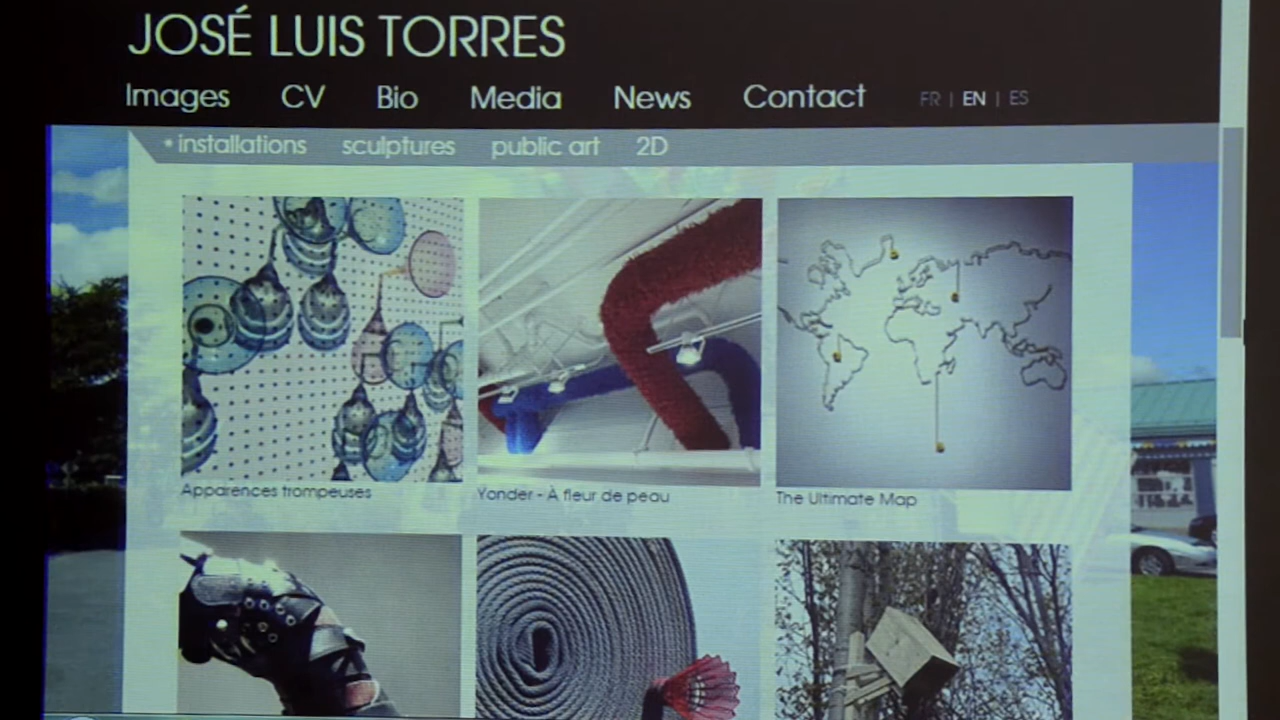 JOSÉ LUIS TORRES
Images CV Bio Media News Contact FR | EN | ES
• installations sculptures public art 2D
Apparences trompeuses
Yonder - À fleur de peau
The Ultimate Map